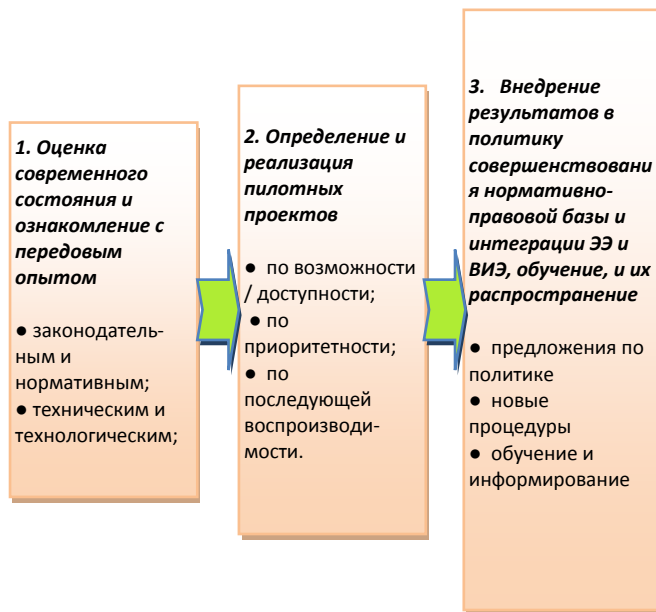 1. Оценка
современного
состояния и
ознакомление с
передовым
опытом
● законодатель-
ным и
нормативным;
● техническим и
технологическим;
2. Определение и
реализация
пилотных
проектов
● по возможности
/ доступности;
● по
приоритетности;
● по
последующей
воспроизводи-
мости.
3. Внедрение
результатов в
политику
совершенствовани
я нормативно-
правовой базы и
интеграции ЭЭ и
ВИЭ, обучение, и их
распространение
● предложения по
политике
● новые
процедуры
● обучение и
информирование